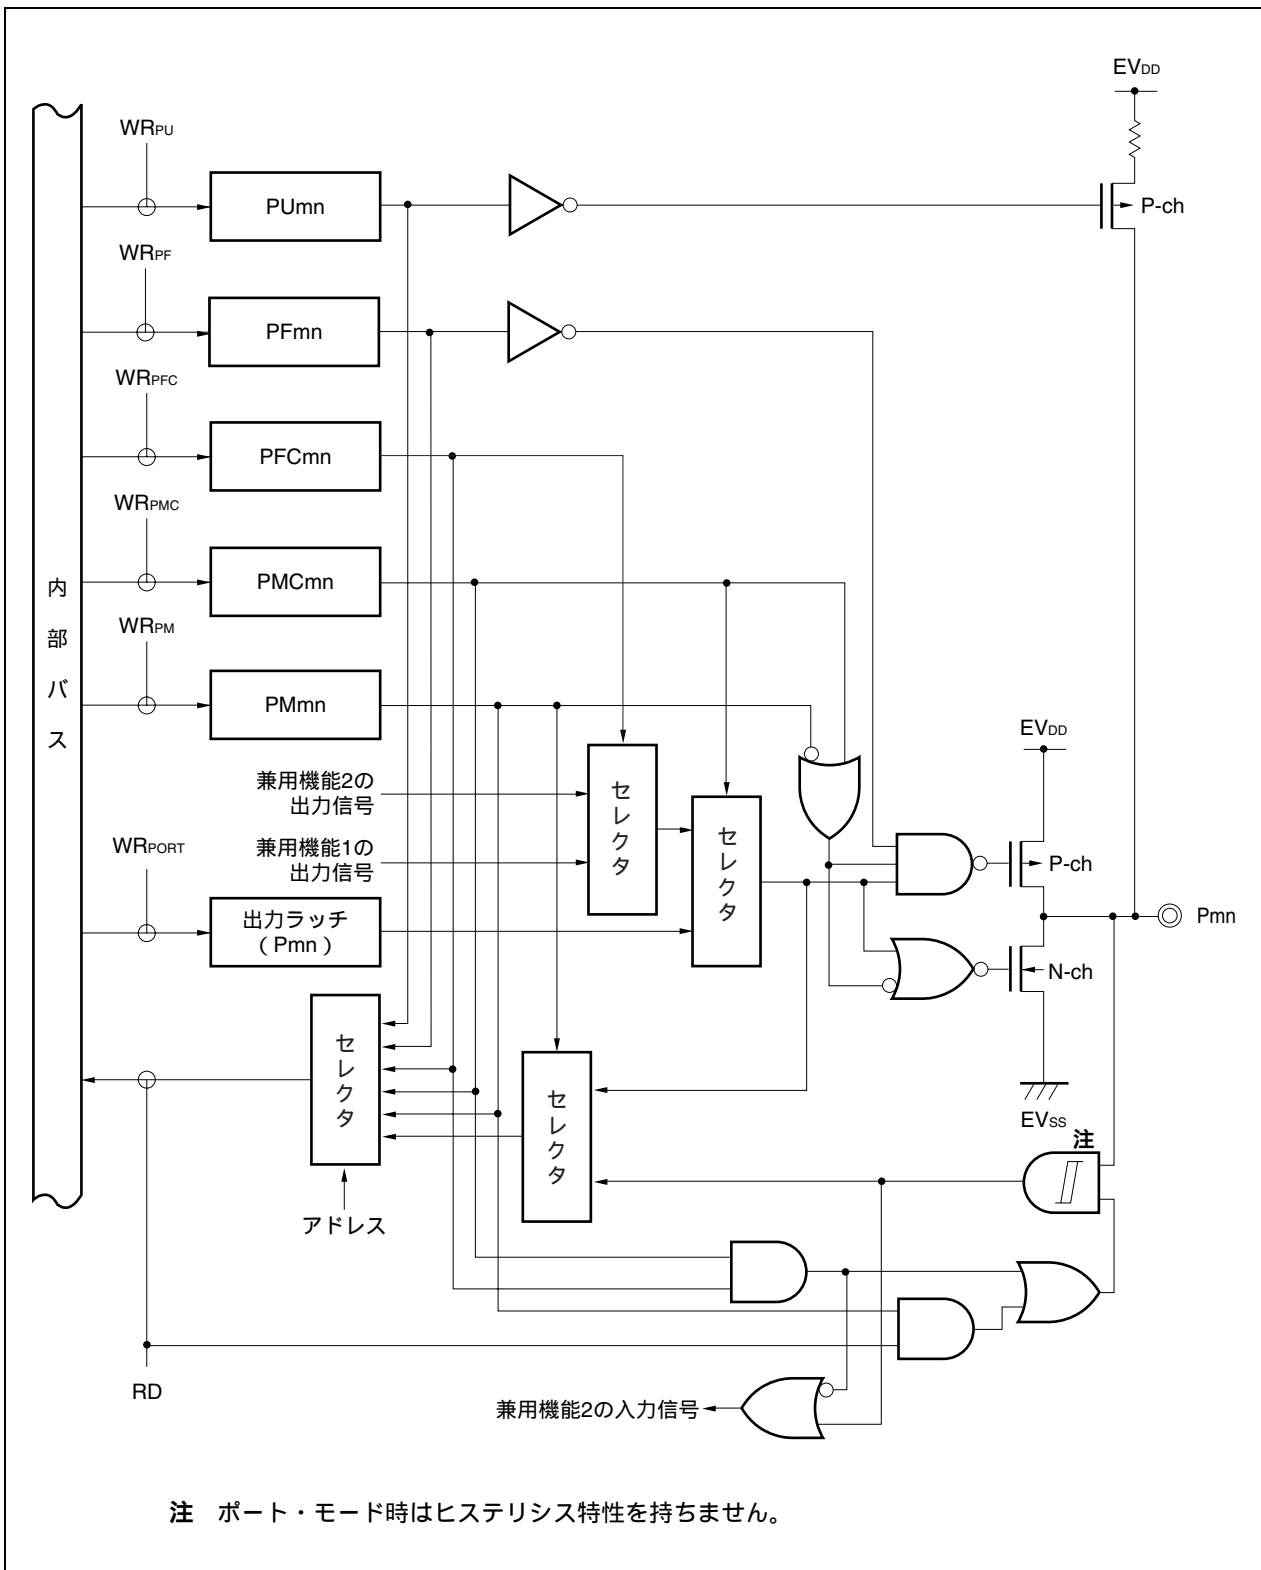 EVDD
WRPU
PUmn
P-ch
WRPF
PFmn
WRPFC
PFCmn
WRPMC
PMCmn
内部バス
WRPM
PMmn
EVDD
兼用機能2の
出力信号
セレクタ
セレクタ
WRPORT
兼用機能1の
出力信号
P-ch
出力ラッチ
（Pmn）
Pmn
N-ch
セレクタ
セレクタ
EVSS
注
アドレス
RD
兼用機能2の入力信号
注 ポート・モード時はヒステリシス特性を持ちません。